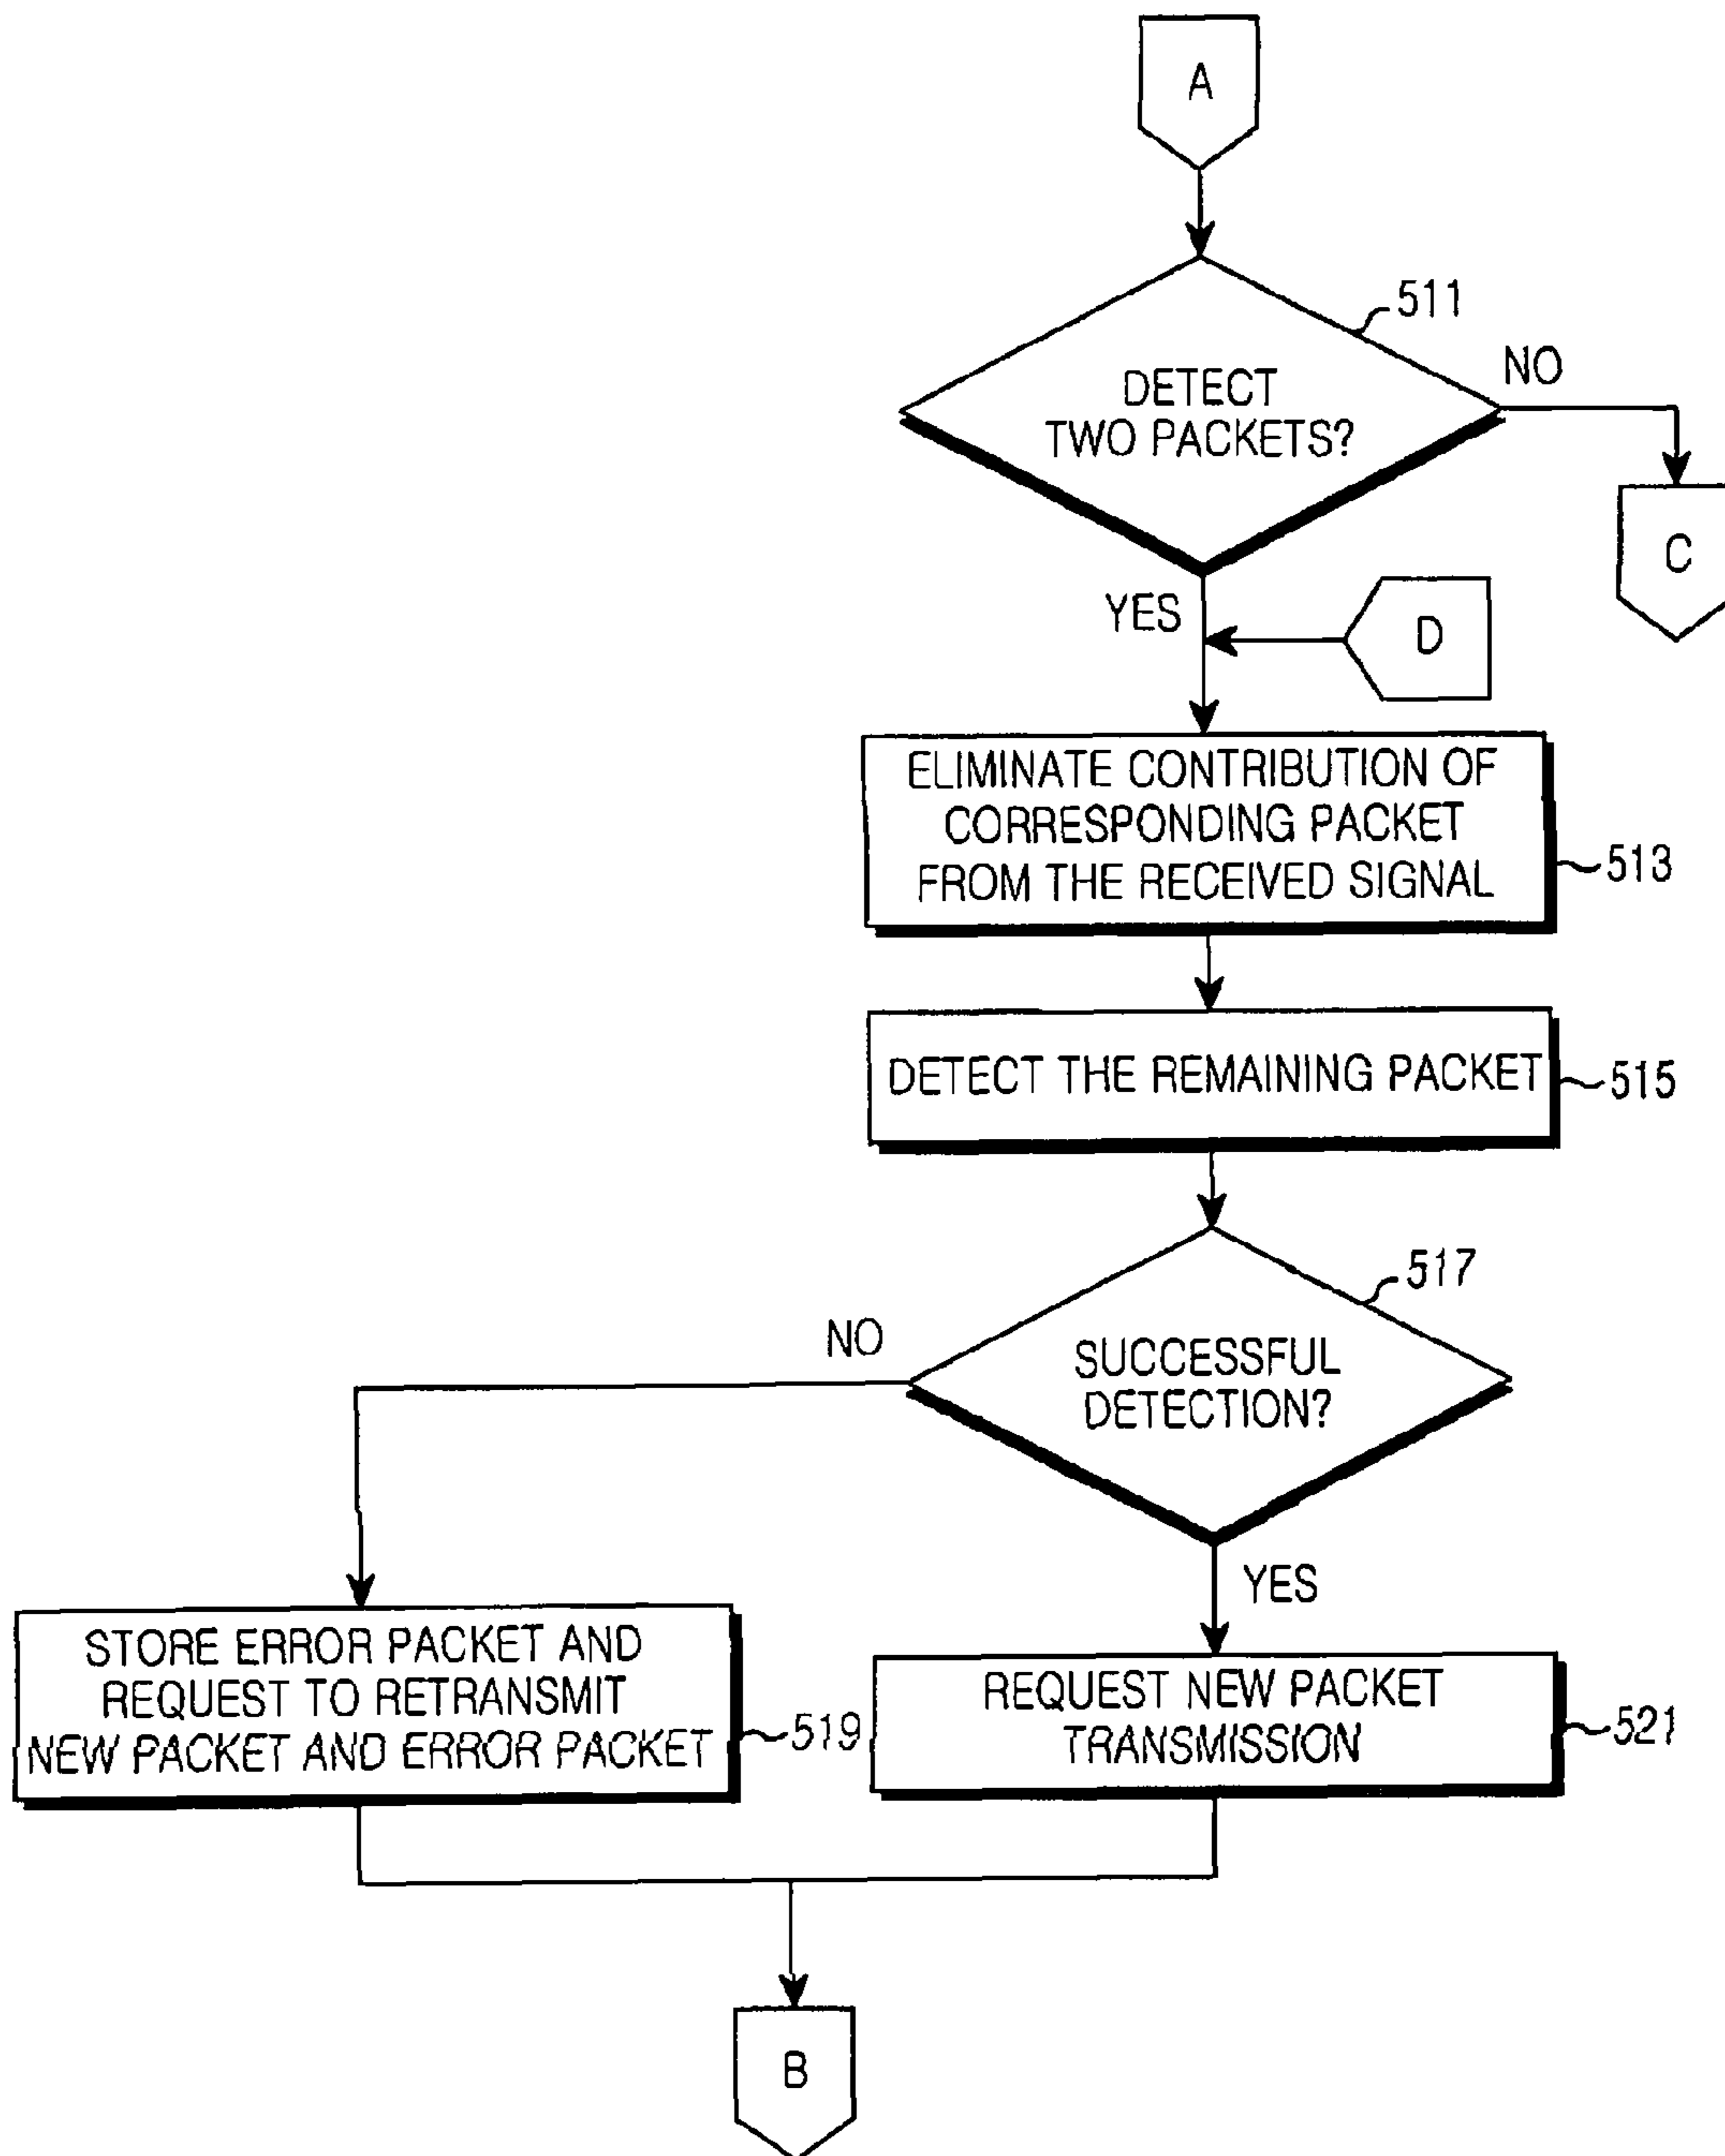 A
511
DETECT
TWO PACKETS?
NO
C
YES
D
ELIMINATE CONTRIBUTION OF
CORRESPONDING PACKET
FROM THE RECEIVED SIGNAL
513
DETECT THE REMAINING PACKET
515
517
NO
SUCCESSFUL
DETECTION?
YES
STORE ERROR PACKET AND
REQUEST TO RETRANSMIT
NEW PACKET AND ERROR PACKET
519
REQUEST NEW PACKET
TRANSMISSION
521
B